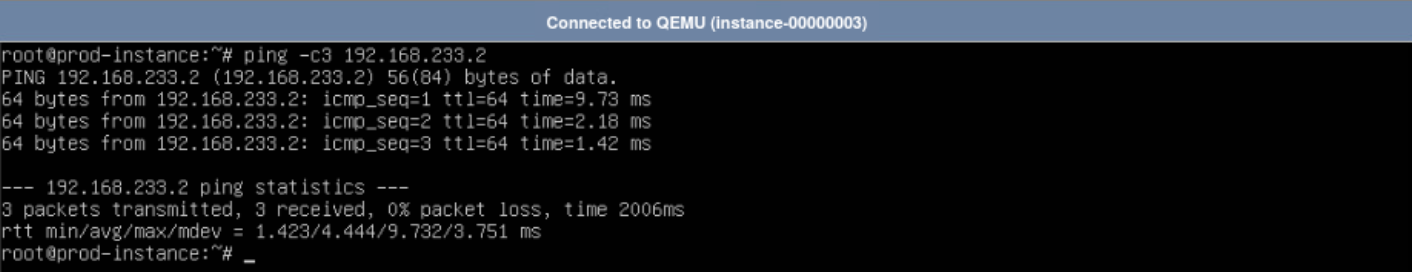 Connected to QEMU (instance-00000003)
root@prod-instance:~# ping -c3 192.168.233.2
PING 192.168.233.2 (192.168.233.2) 56(84) bytes of data.
64 bytes from 192.168.233.2: icmp_seq=1 ttl=64 time=9.73 ms
64 bytes from 192.168.233.2: icmp_seq=2 ttl=64 time=2.18 ms
64 bytes from 192.168.233.2: icmp_seq=3 ttl=64 time=1.42 ms
--- 192.168.233.2 ping statistics ---
3 packets transmitted, 3 received, 0% packet loss, time 2006ms
rtt min/avg/max/mdev = 1.423/4.444/9.732/3.751 ms
root@prod-instance:~# _